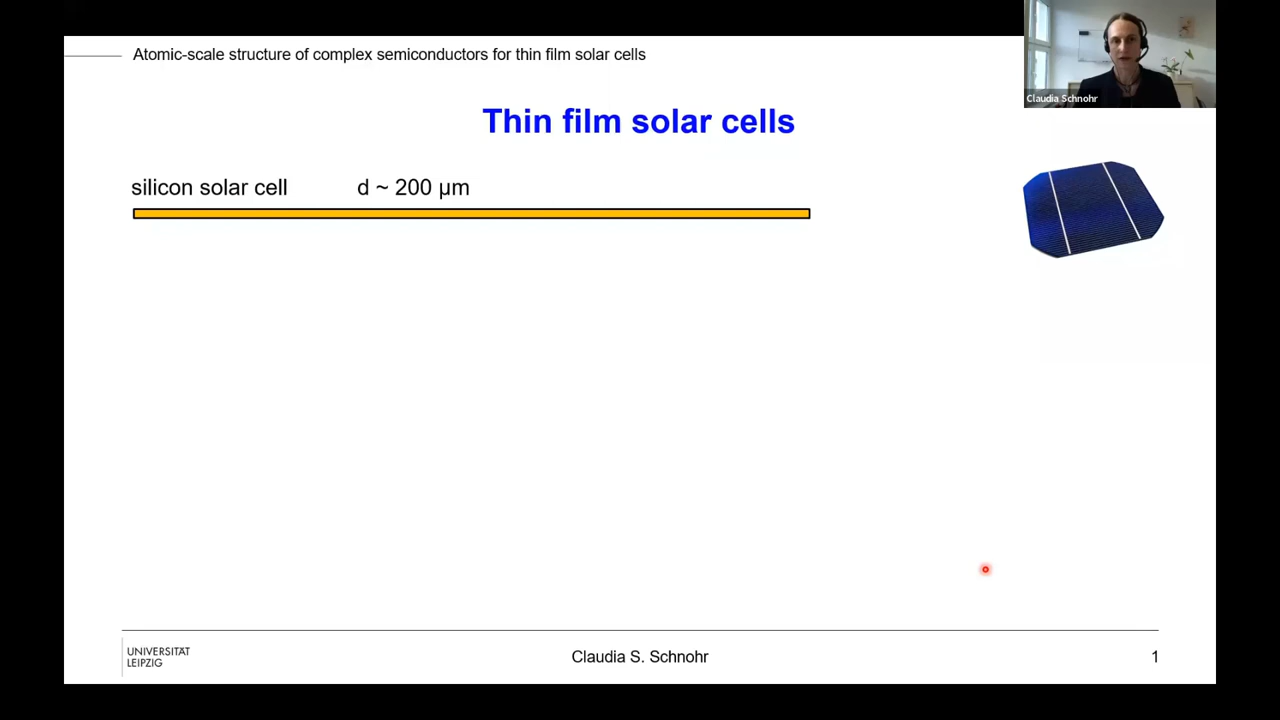 Atomic-scale structure of complex semiconductors for thin film solar cells
Claudia Schnohr
Thin film solar cells
silicon solar cell d ~ 200 µm
UNIVERSITÄT
LEIPZIG
Claudia S. Schnohr
1